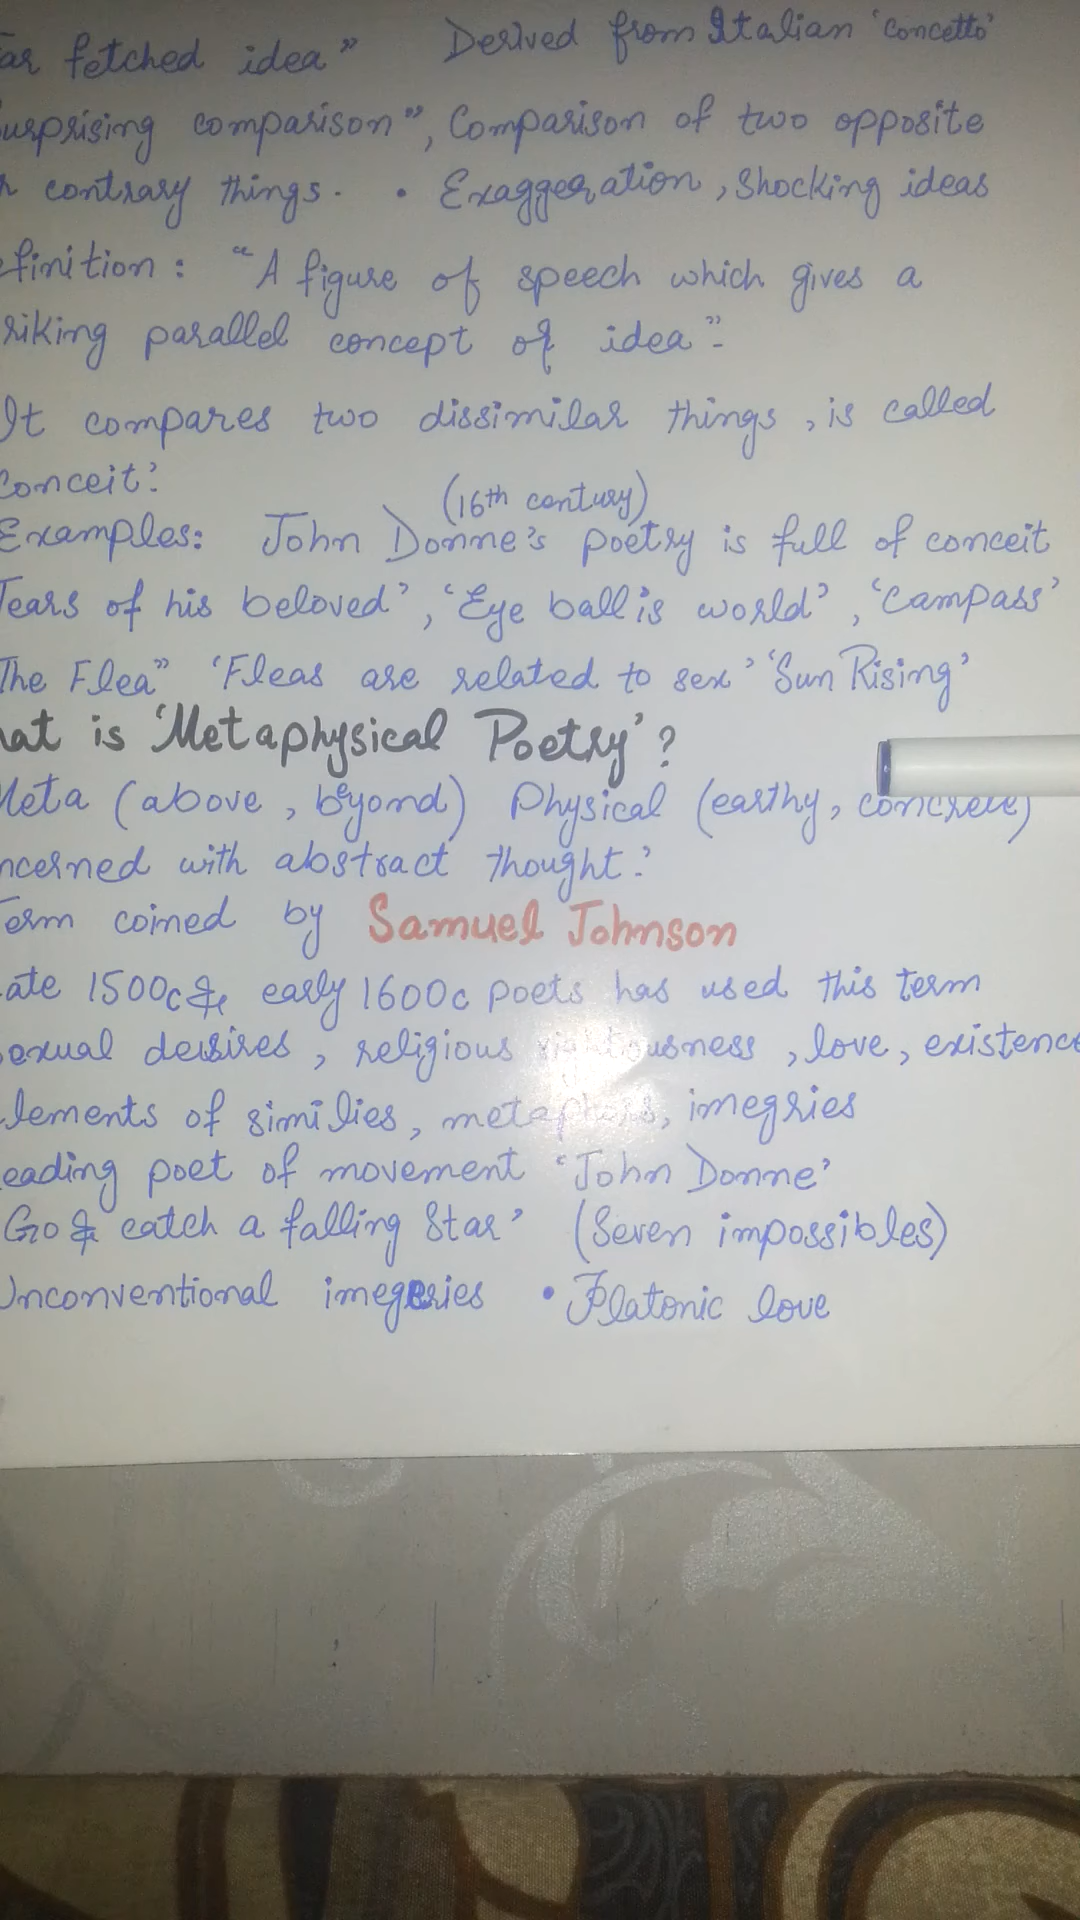 ar fetched idea” Derived from Italian ‘concetto’
urprising comparison”, Comparison of two opposite
r contrary things. • Exaggeration, Shocking ideas
efinition : “A figure of speech which gives a
riking parallel concept of idea”
It compares two dissimilar things, is called
Conceit:
(16th century)
Examples: John Donne’s poetry is full of conceit
Tears of his beloved’, ‘Eye ball is world’, ‘Campass’
The Flea” ‘Fleas are related to sex’ ‘Sun Rising’
hat is ‘Metaphysical Poetry’?
Meta (above, beyond) Physical (earthy, concrete)
ncerned with abstract thought.
Term coined by Samuel Johnson
ate 1500c & early 1600c poets has used this term
exual desires, religious rightousness, love, existence
lements of similies, metaphors, imegries
eading poet of movement ‘John Donne’
Go & catch a falling Star’ (Seven impossibles)
Unconventional imegries • Platonic love